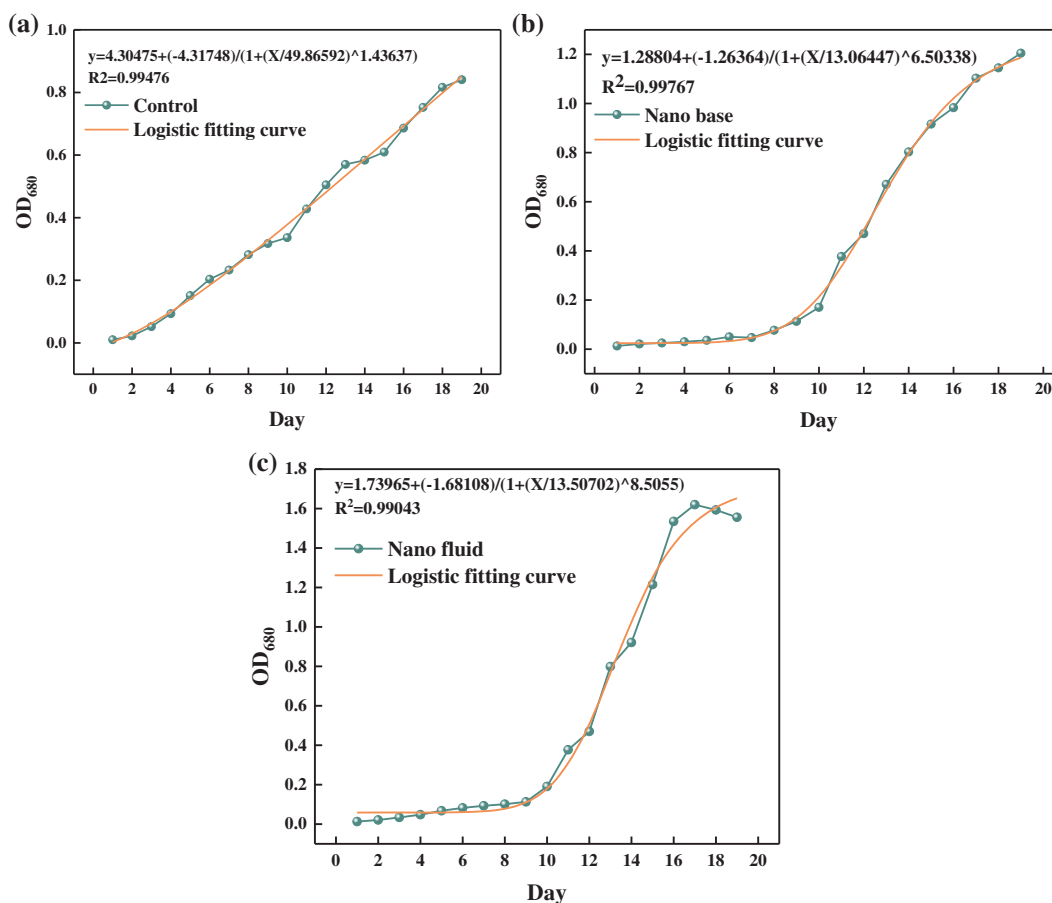 (a)
1.0
0.8
0.6
0.4
0.2
0.0
OD680
y=4.30475+(-4.31748)/(1+(X/49.86592)^1.43637)
R2=0.99476
Control
Logistic fitting curve
0 2 4 6 8 10 12 14 16 18 20
Day
(b)
1.2
1.0
0.8
0.6
0.4
0.2
0.0
OD680
y=1.28804+(-1.26364)/(1+(X/13.06447)^6.50338)
R²=0.99767
Nano base
Logistic fitting curve
0 2 4 6 8 10 12 14 16 18 20
Day
(c)
1.8
1.6
1.4
1.2
1.0
0.8
0.6
0.4
0.2
0.0
OD680
y=1.73965+(-1.68108)/(1+(X/13.50702)^8.5055)
R²=0.99043
Nano fluid
Logistic fitting curve
0 2 4 6 8 10 12 14 16 18 20
Day